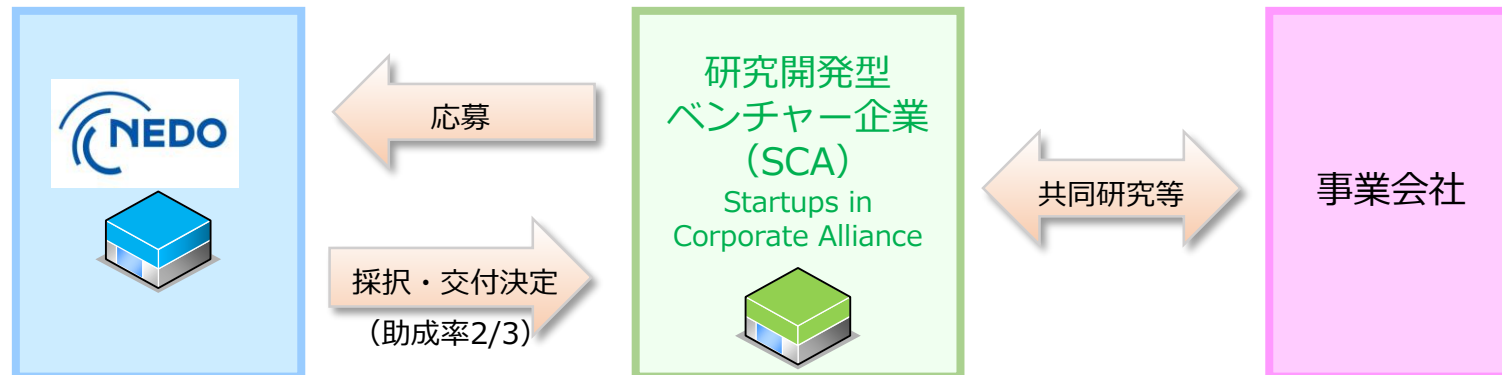 NEDO
応募
採択・交付決定
（助成率2/3）
研究開発型
ベンチャー企業
（SCA）
Startups in
Corporate Alliance
共同研究等
事業会社